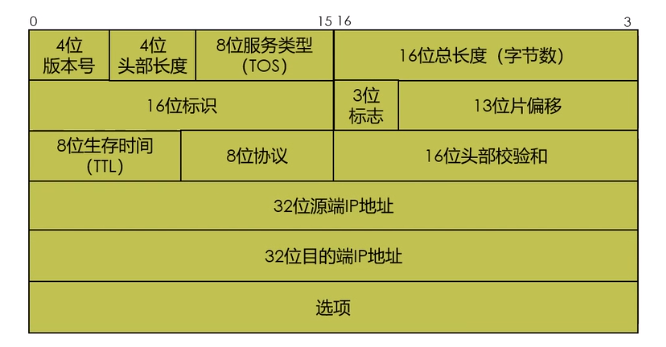 0 15 16 3
4位 4位 8位服务类型 16位总长度（字节数）
版本号 头部长度 （TOS）
16位标识 3位 13位片偏移
标志
8位生存时间 8位协议 16位头部校验和
（TTL）
32位源端IP地址
32位目的端IP地址
选项